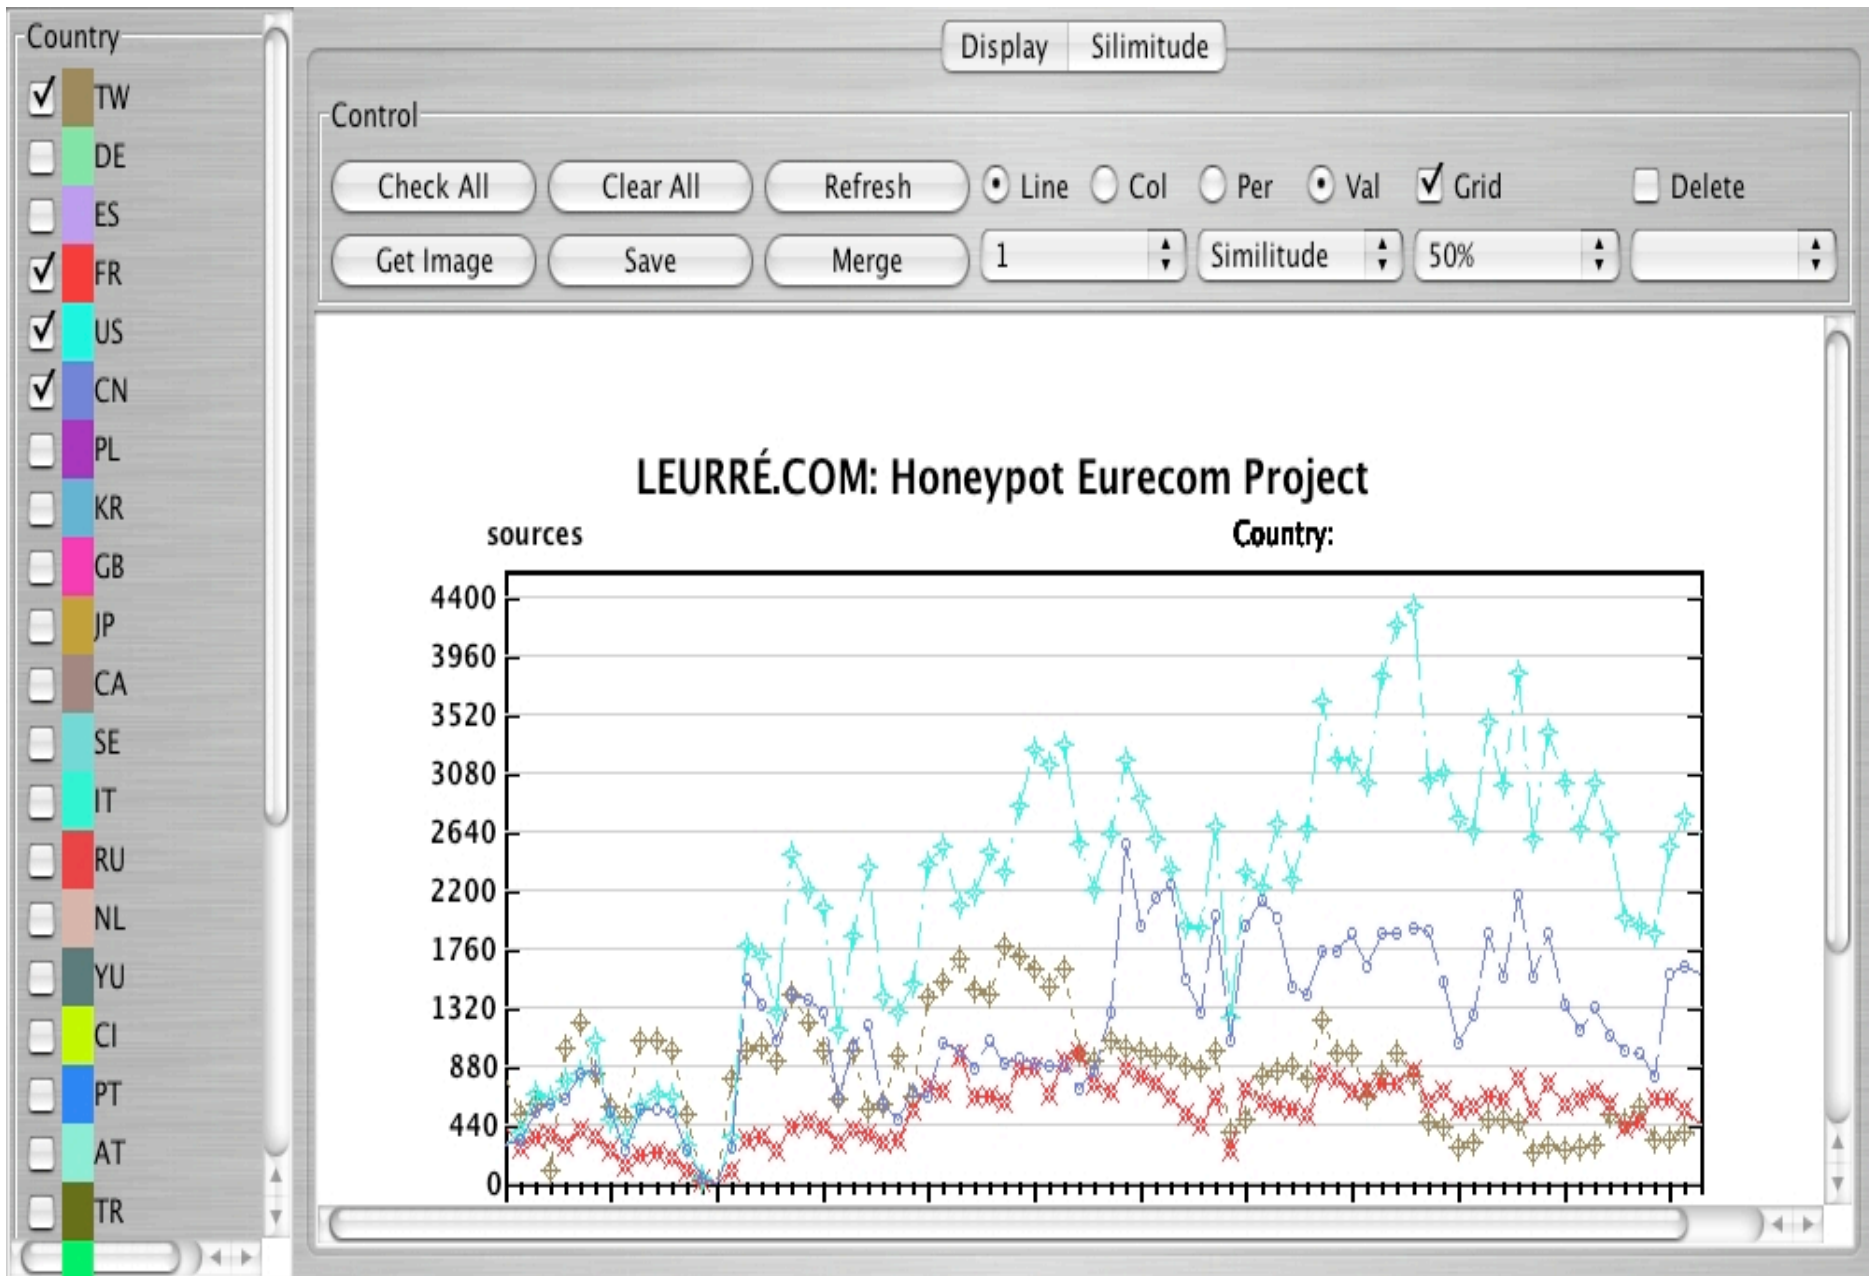 Country
TW
DE
ES
FR
US
CN
PL
KR
GB
JP
CA
SE
IT
RU
NL
YU
CI
PT
AT
TR
Display Silimitude
Control
Check All Clear All Refresh Line Col Per Val Grid Delete
Get Image Save Merge 1 Similitude 50%
LEURRÉ.COM: Honeypot Eurecom Project
sources Country:
4400
3960
3520
3080
2640
2200
1760
1320
880
440
0